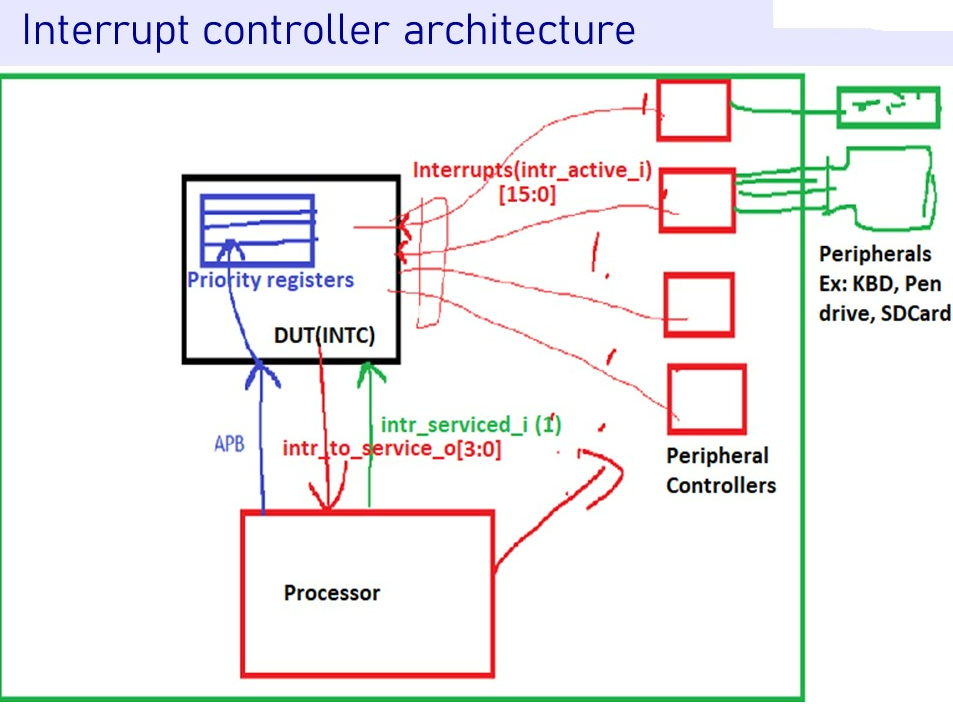 Interrupt controller architecture
Interrupts(intr_active_i)
[15:0]
Priority registers
DUT(INTC)
Peripherals
Ex: KBD, Pen
drive, SDCard
intr_serviced_i (1)
APB
intr_to_service_o[3:0]
Peripheral
Controllers
Processor